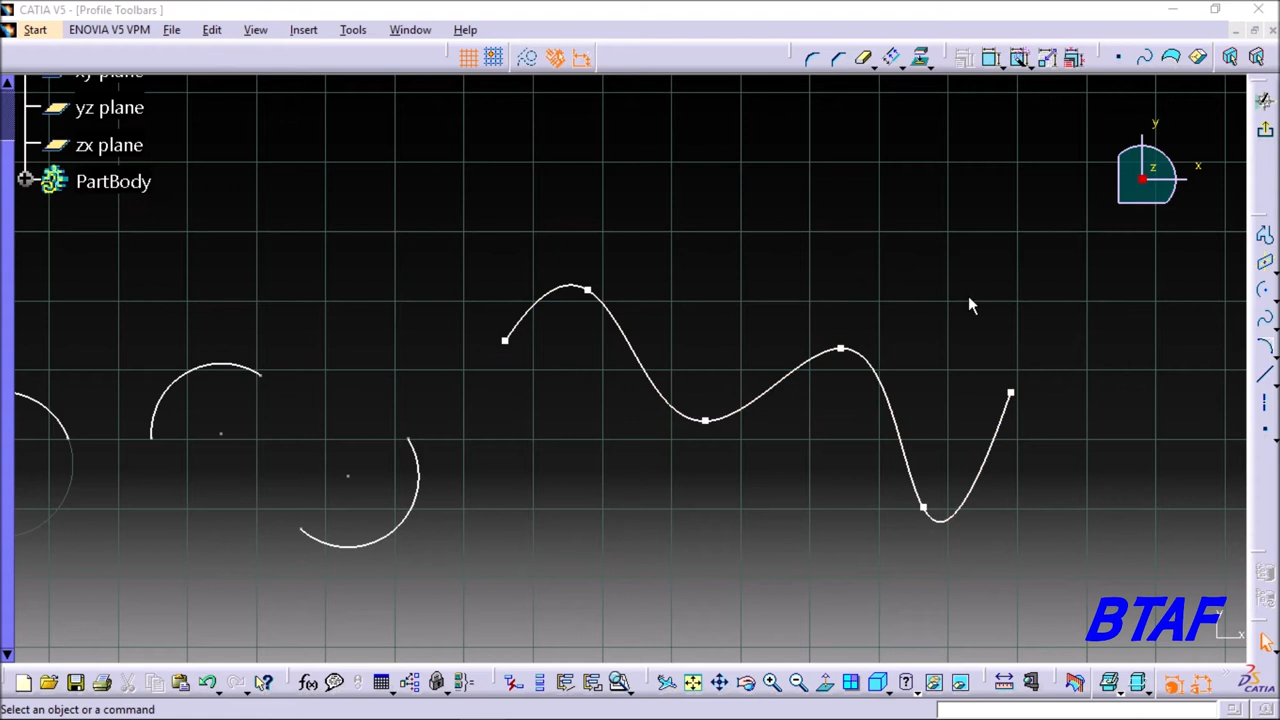 CATIA V5 - [Profile Toolbars ]
Start ENOVIA V5 VPM File Edit View Insert Tools Window Help
yz plane
zx plane
PartBody
y
x
z
BTAF
x
f(x)
CATIA
Select an object or a command